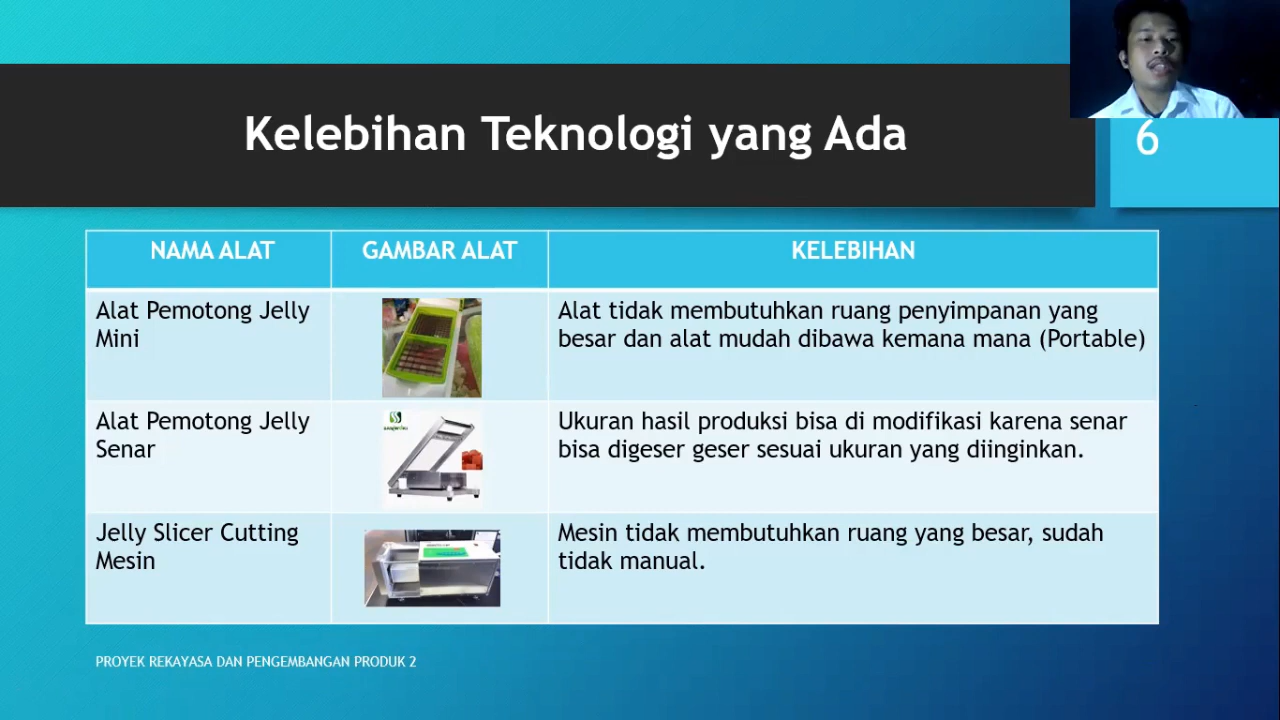 Kelebihan Teknologi yang Ada
6
NAMA ALAT
GAMBAR ALAT
KELEBIHAN
Alat Pemotong Jelly
Mini
Alat tidak membutuhkan ruang penyimpanan yang
besar dan alat mudah dibawa kemana mana (Portable)
Alat Pemotong Jelly
Senar
Ukuran hasil produksi bisa di modifikasi karena senar
bisa digeser geser sesuai ukuran yang diinginkan.
Jelly Slicer Cutting
Mesin
Mesin tidak membutuhkan ruang yang besar, sudah
tidak manual.
PROYEK REKAYASA DAN PENGEMBANGAN PRODUK 2